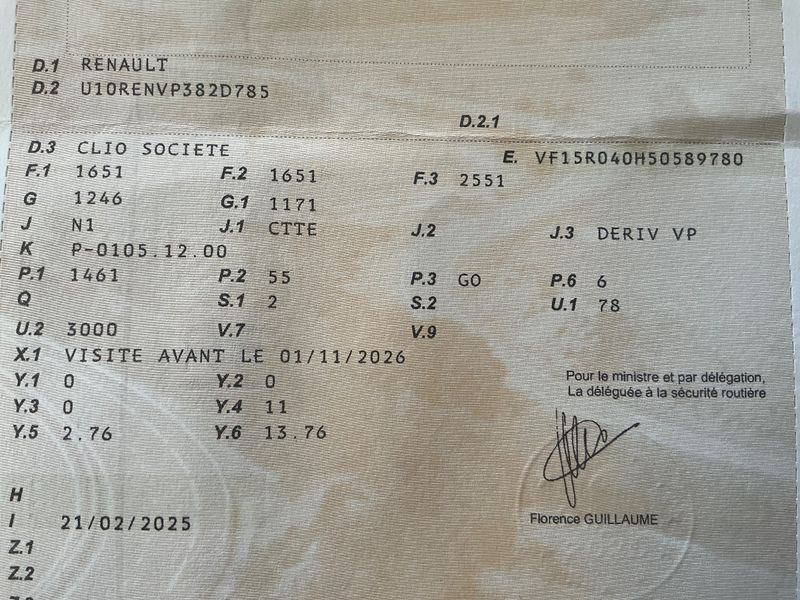 D.1 RENAULT
D.2 U10RENVP382D785
D.2.1
D.3 CLIO SOCIETE E. VF15R040H50589780
F.1 1651 F.2 1651 F.3 2551
G 1246 G.1 1171
J N1 J.1 CTTE J.2 J.3 DERIV VP
K P-0105.12.00
P.1 1461 P.2 55 P.3 GO P.6 6
Q S.1 2 S.2 U.1 78
U.2 3000 V.7 V.9
X.1 VISITE AVANT LE 01/11/2026
Y.1 0 Y.2 0
Y.3 0 Y.4 11
Y.5 2.76 Y.6 13.76
Pour le ministre et par délégation,
La déléguée à la sécurité routière
Florence GUILLAUME
H
I 21/02/2025
Z.1
Z.2